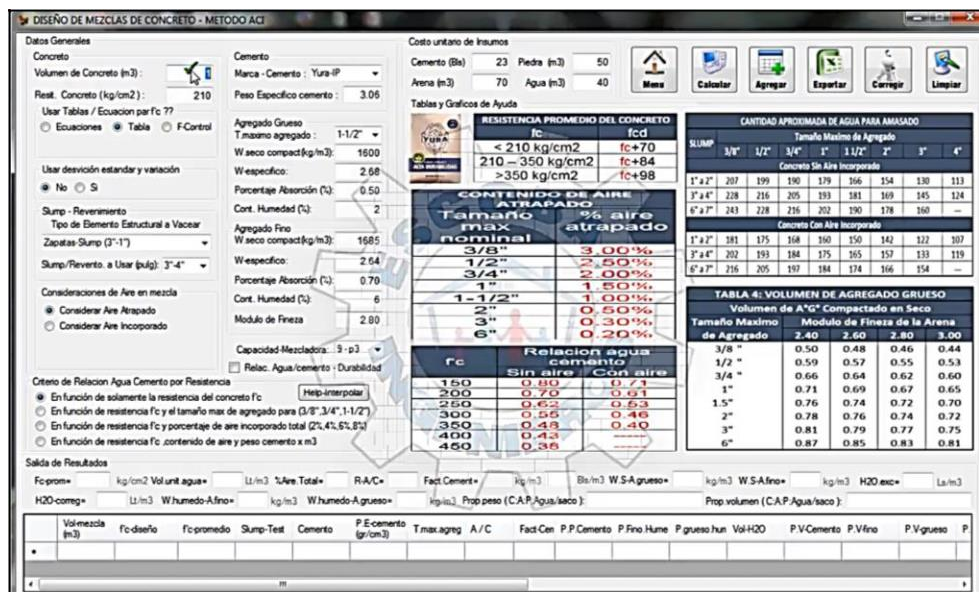 DISEÑO DE MEZCLAS DE CONCRETO - METODO ACI
Datos Generales
Concreto
Volumen de Concreto (m3) : 1
Resit. Concreto (kg/cm2) : 210
Usar Tablas / Ecuacion par f'c ??
Ecuaciones Tabla F-Control
Usar desvición estandar y variación
No Si
Slump - Revenimiento
Tipo de Elemento Estructural a Vacear
Zapatas-Slump (3"-1")
Slump/Revento. a Usar (pulg): 3"-4"
Consideraciones de Aire en mezcla
Considerar Aire Atrapado
Considerar Aire Incorporado
Cemento
Marca - Cemento : Yura-IP
Peso Especifico cemento : 3.06
Agregado Grueso
T.maximo agregado : 1-1/2"
W.seco compact(kg/m3): 1600
W-especifico: 2.68
Porcentaje Absorción (%): 0.50
Cont. Humedad (%): 2
Agregado Fino
W.seco compact(kg/m3): 1685
W-especifico: 2.64
Porcentaje Absorción (%): 0.70
Cont. Humedad (%): 6
Modulo de Fineza 2.80
Capacidad-Mezcladora: 9 - p3
Relac. Agua/cemento - Durabilidad
Criterio de Relacion Agua Cemento por Resistencia
Help-interpolar
En función de solamente la resistencia del concreto f'c
En función de resistencia f'c y el tamaño max de agregado para (3/8",3/4",1-1/2")
En función de resistencia f'c y porcentaje de aire incorporado total (2%,4%,6%,8%)
En función de resistencia f'c ,contenido de aire y peso cemento x m3
Costo unitario de Insumos
Cemento (Bls) 23 Piedra (m3) 50
Arena (m3) 70 Agua (m3) 40
Menu
Calcular
Agregar
Exportar
Corregir
Limpiar
Tablas y Graficos de Ayuda
YURA
RESISTENCIA PROMEDIO DEL CONCRETO
fc fcd
< 210 kg/cm2 fc+70
210 – 350 kg/cm2 fc+84
>350 kg/cm2 fc+98
CONTENIDO DE AIRE
ATRAPADO
Tamaño max nominal % aire atrapado
3/8" 3.00%
1/2" 2.50%
3/4" 2.00%
1" 1.50%
1-1/2" 1.00%
2" 0.50%
3" 0.30%
6" 0.20%
f'c Relacion agua cemento
Sin aire Con aire
150 0.80 0.71
200 0.70 0.61
250 0.62 0.53
300 0.55 0.46
350 0.48 0.40
400 0.43 -----
450 0.38 -----
CANTIDAD APROXIMADA DE AGUA PARA AMASADO
SLUMP Tamaño Maximo de Agregado
3/8" 1/2" 3/4" 1" 1 1/2" 2" 3" 4"
Concreto Sin Aire Incorporado
1" a 2" 207 199 190 179 166 154 130 113
3" a 4" 228 216 205 193 181 169 145 124
6" a 7" 243 228 216 202 190 178 160 —
Concreto Con Aire Incorporado
1" a 2" 181 175 168 160 150 142 122 107
3" a 4" 202 193 184 175 165 157 133 119
6" a 7" 216 205 197 184 174 166 154 —
TABLA 4: VOLUMEN DE AGREGADO GRUESO
Volumen de A°G° Compactado en Seco
Tamaño Maximo de Agregado Modulo de Fineza de la Arena
2.40 2.60 2.80 3.00
3/8 " 0.50 0.48 0.46 0.44
1/2 " 0.59 0.57 0.55 0.53
3/4 " 0.66 0.64 0.62 0.60
1" 0.71 0.69 0.67 0.65
1.5" 0.76 0.74 0.72 0.70
2" 0.78 0.76 0.74 0.72
3" 0.81 0.79 0.77 0.75
6" 0.87 0.85 0.83 0.81
Salida de Resultados
Fc-prom= kg/cm2 Vol.unit.agua= Lt/m3 %Aire.Total= R-A/C= Fact.Cement= kg/m3 Bls/m3 W.S-A.grueso= kg/m3 W.S-A.fino= kg/m3 H2O.exc= Ls/m3
H2O-correg= Lt/m3 W.humedo-A.fino= kg/m3 W.humedo-A.grueso= kg/m3 Prop.peso (C:A:P:Agua/saco ): Prop.volumen ( C:A:P:Agua/saco ):
Vol-mezcla (m3) f'c-diseño f'c-promedio Slump-Test Cemento P.E-cemento (gr/cm3) T.max.agreg A / C Fact-Cen P.P.Cemento P.Fino.Hume P.grueso.hun Vol-H2O P.V-Cemento P.V-fino P.V-grueso P